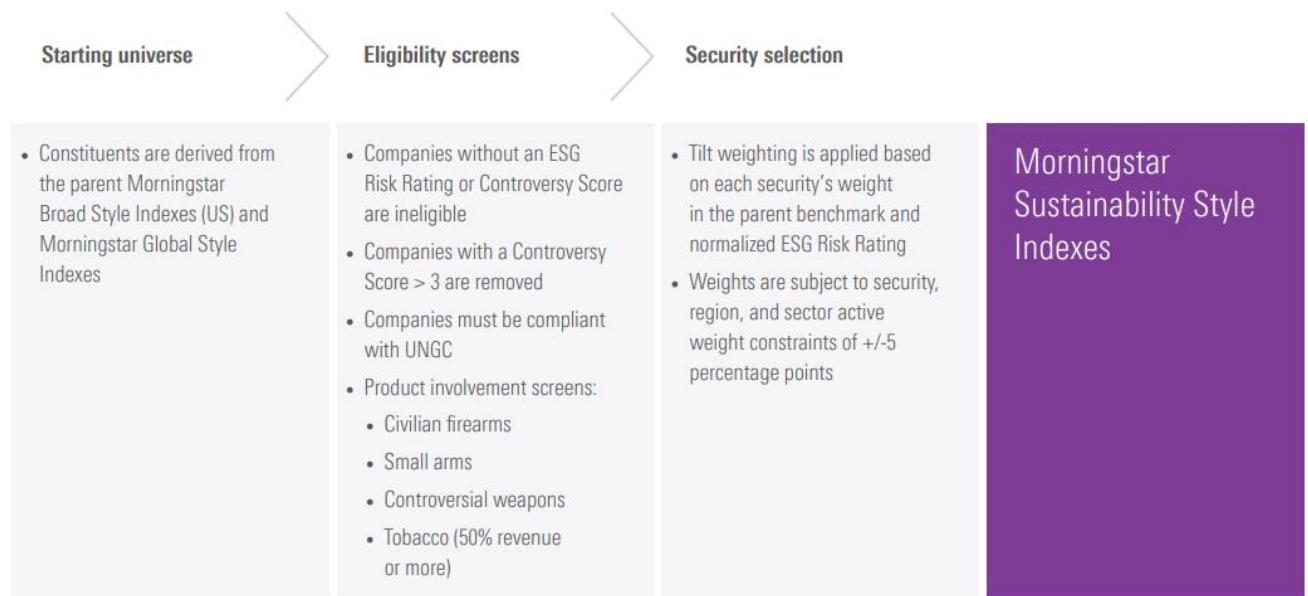 Starting universe
Eligibility screens
Security selection
• Constituents are derived from
the parent Morningstar
Broad Style Indexes (US) and
Morningstar Global Style
Indexes
• Companies without an ESG
Risk Rating or Controversy Score
are ineligible
• Companies with a Controversy
Score > 3 are removed
• Companies must be compliant
with UNGC
• Product involvement screens:
• Civilian firearms
• Small arms
• Controversial weapons
• Tobacco (50% revenue
or more)
• Tilt weighting is applied based
on each security's weight
in the parent benchmark and
normalized ESG Risk Rating
• Weights are subject to security,
region, and sector active
weight constraints of +/-5
percentage points
Morningstar
Sustainability Style
Indexes